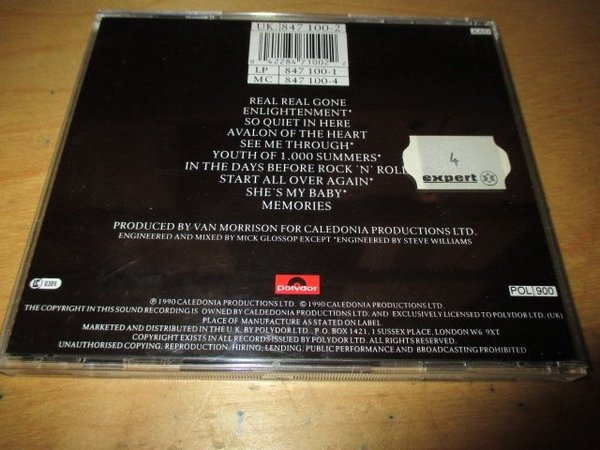 UK: 847 100-2
AAD
0 42284 71002 2
LP 847 100-1
MC 847 100-4
REAL REAL GONE
ENLIGHTENMENT*
SO QUIET IN HERE
AVALON OF THE HEART
SEE ME THROUGH*
YOUTH OF 1,000 SUMMERS*
IN THE DAYS BEFORE ROCK 'N' ROLL
START ALL OVER AGAIN*
SHE'S MY BABY*
MEMORIES
4
expert
PRODUCED BY VAN MORRISON FOR CALEDONIA PRODUCTIONS LTD.
ENGINEERED AND MIXED BY MICK GLOSSOP EXCEPT *ENGINEERED BY STEVE WILLIAMS
LC 0309
polydor
POL 900
℗ 1990 CALEDONIA PRODUCTIONS LTD. © 1990 CALEDONIA PRODUCTIONS LTD.
THE COPYRIGHT IN THIS SOUND RECORDING IS OWNED BY CALEDONIA PRODUCTIONS LTD, AND EXCLUSIVELY LICENSED TO POLYDOR LTD. (UK)
PLACE OF MANUFACTURE AS STATED ON LABEL
MARKETED AND DISTRIBUTED IN THE U.K. BY POLYDOR LTD., P.O. BOX 1421, 1 SUSSEX PLACE, LONDON W6 9XT
COPYRIGHT EXISTS IN ALL RECORDS ISSUED BY POLYDOR LTD. ALL RIGHTS RESERVED.
UNAUTHORISED COPYING, REPRODUCTION, HIRING, LENDING, PUBLIC PERFORMANCE AND BROADCASTING PROHIBITED